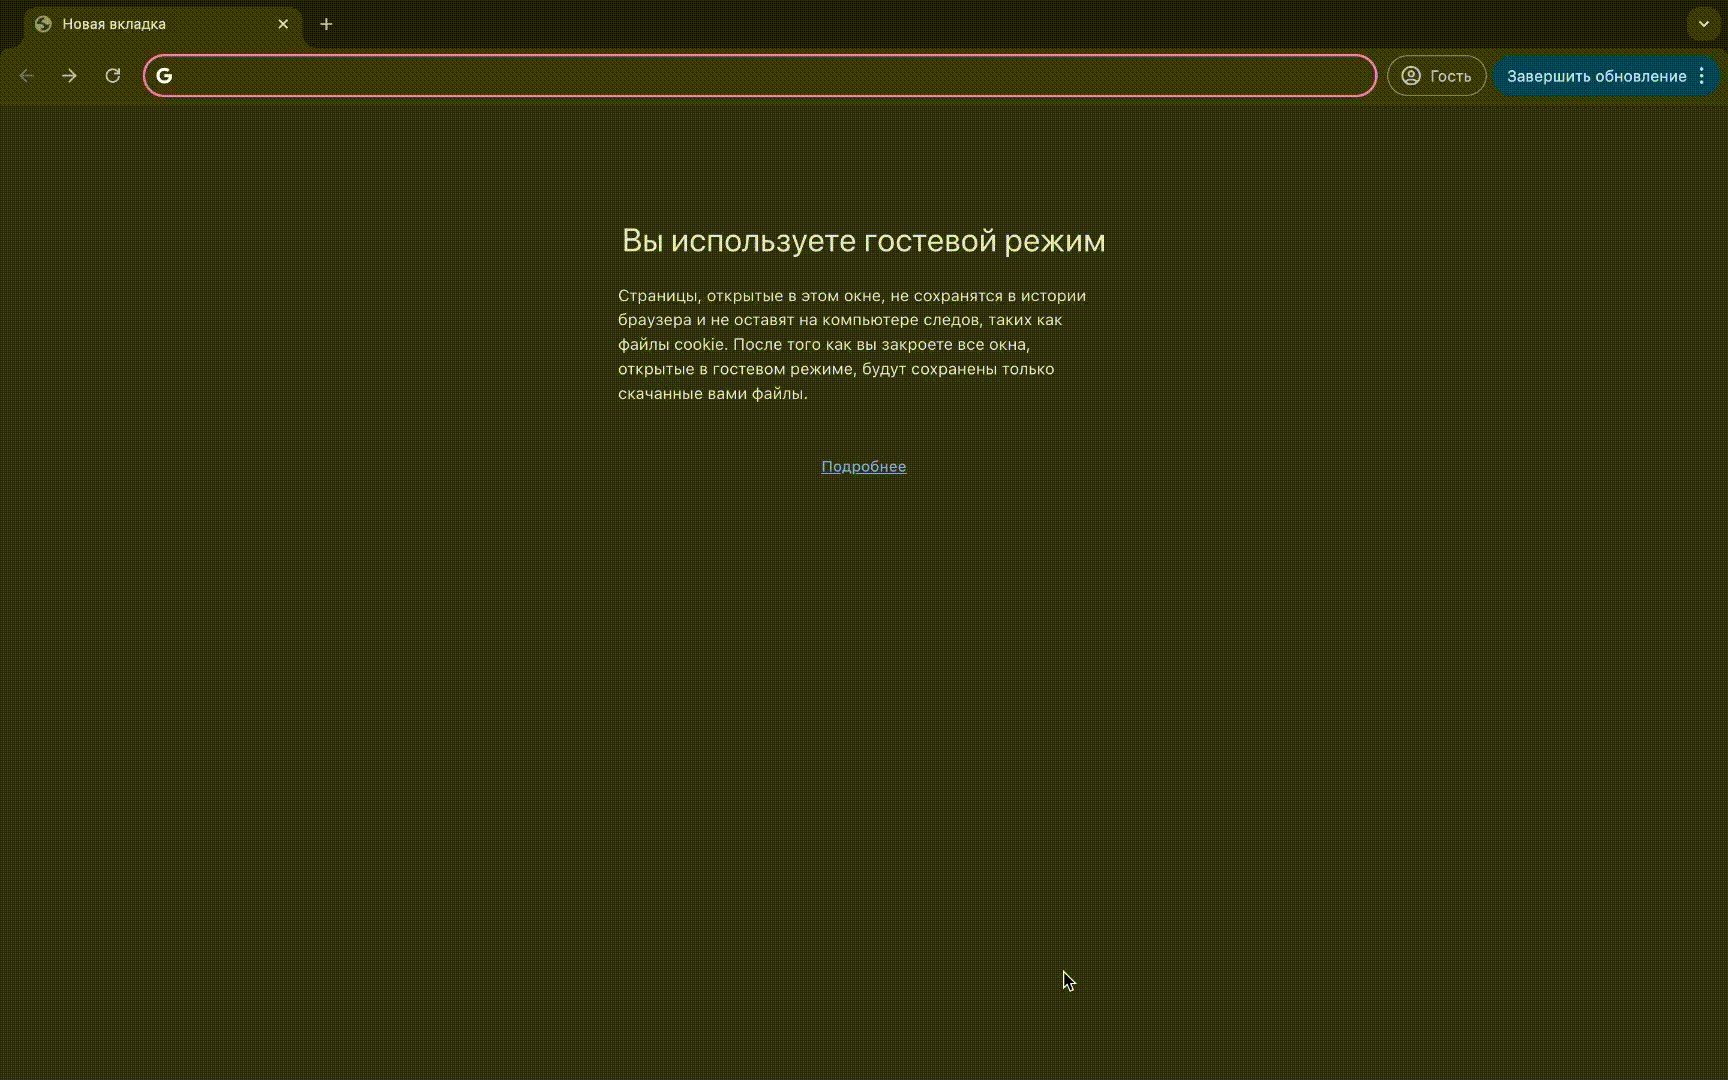 Новая вкладка
Гость
Завершить обновление
Вы используете гостевой режим
Страницы, открытые в этом окне, не сохранятся в истории
браузера и не оставят на компьютере следов, таких как
файлы cookie. После того как вы закроете все окна,
открытые в гостевом режиме, будут сохранены только
скачанные вами файлы.
Подробнее